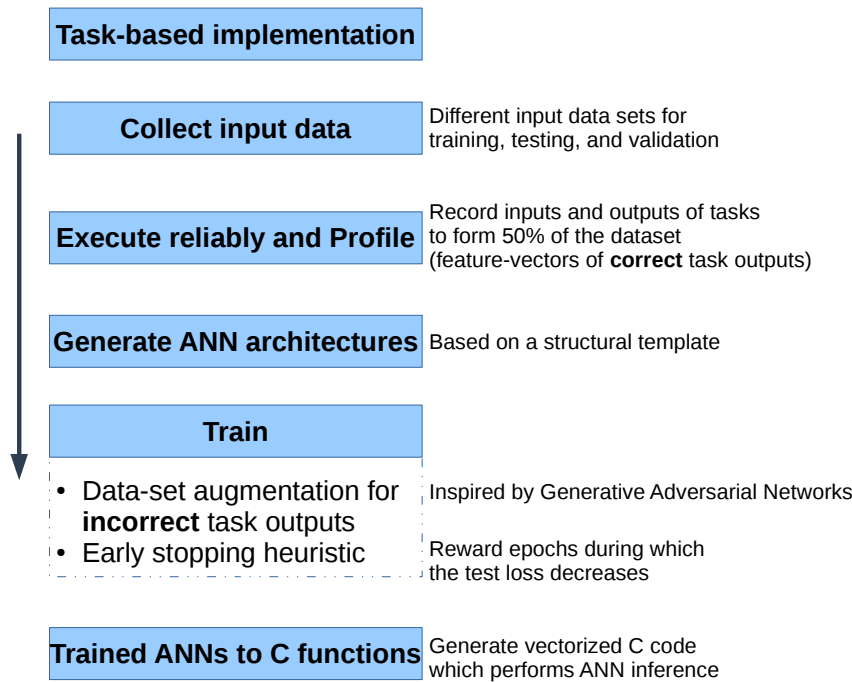 Task-based implementation
Collect input data
Different input data sets for
training, testing, and validation
Execute reliably and Profile
Record inputs and outputs of tasks
to form 50% of the dataset
(feature-vectors of correct task outputs)
Generate ANN architectures
Based on a structural template
Train
• Data-set augmentation for
incorrect task outputs
Inspired by Generative Adversarial Networks
• Early stopping heuristic
Reward epochs during which
the test loss decreases
Trained ANNs to C functions
Generate vectorized C code
which performs ANN inference